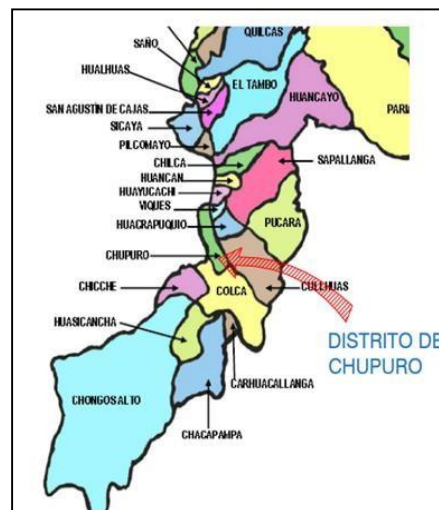 QUILCAS
SAÑO
HUALHUAS
EL TAMBO
HUANCAYO
SAN AGUSTÍN DE CAJAS
SICAYA
PILCOMAYO
CHILCA
SAPALLANGA
HUANCAN
HUAYUCACHI
VIQUES
HUACRAPUQUIO
PUCARA
CHUPURO
CHICCHE
COLCA
CULLHUAS
HUASICANCHA
DISTRITO DE
CHUPURO
CARHUACALLANGA
CHONGOS ALTO
CHACAPAMPA